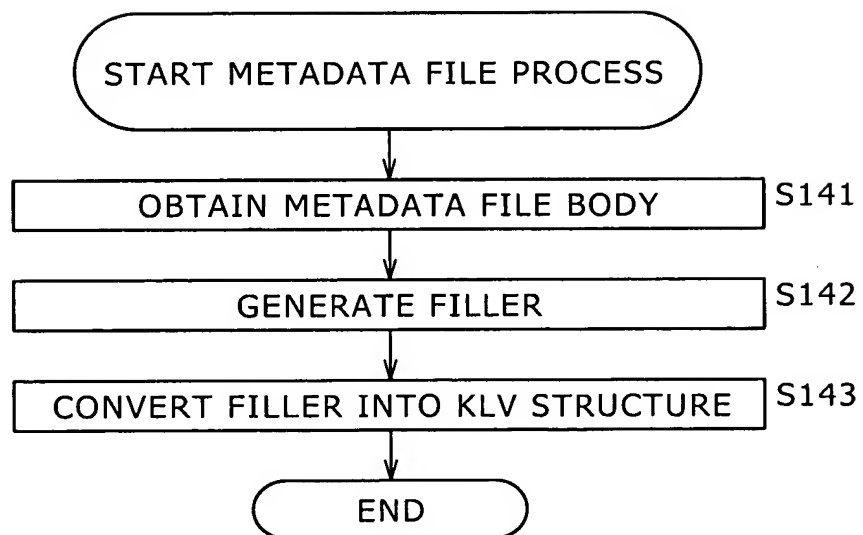 START METADATA FILE PROCESS
OBTAIN METADATA FILE BODY S141
GENERATE FILLER S142
CONVERT FILLER INTO KLV STRUCTURE S143
END